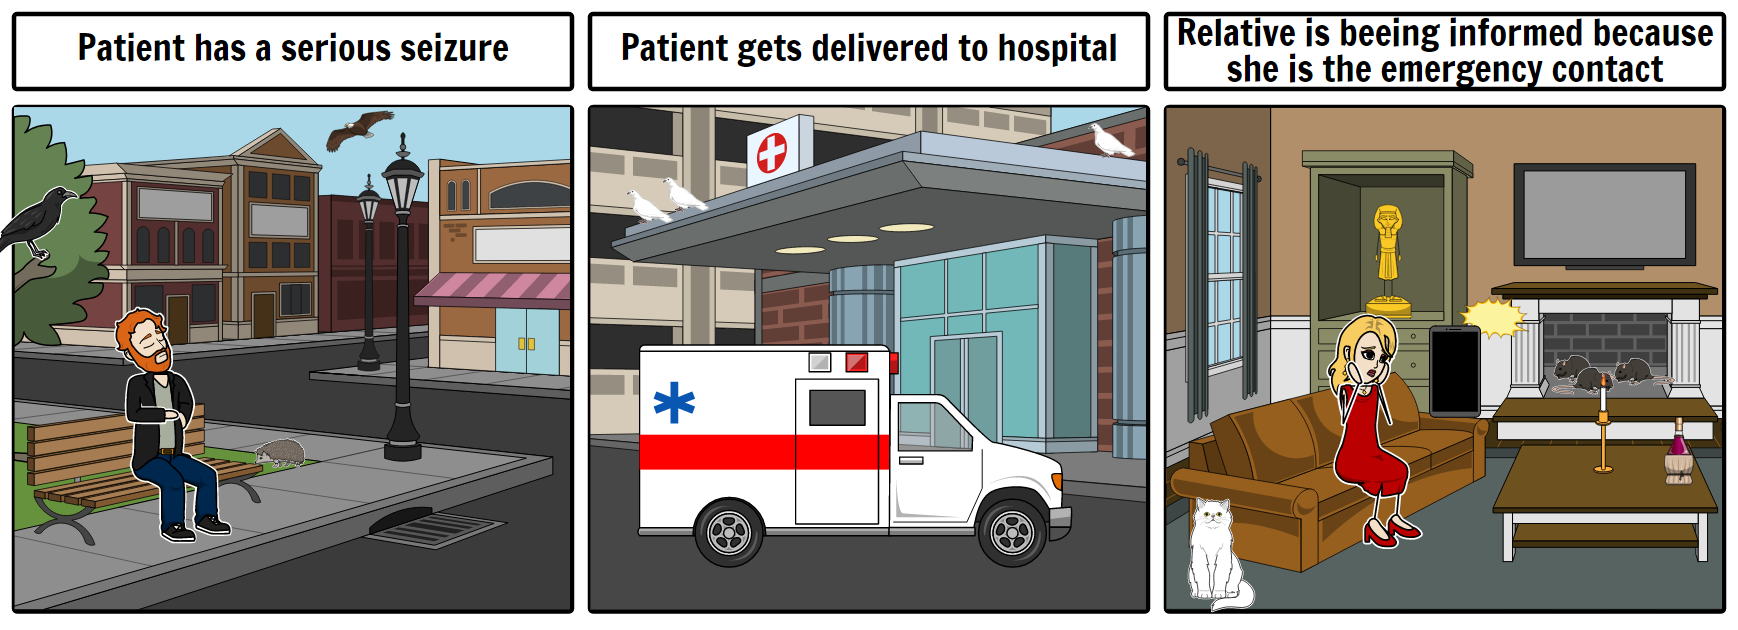 Patient has a serious seizure
Patient gets delivered to hospital
Relative is beeing informed because
she is the emergency contact